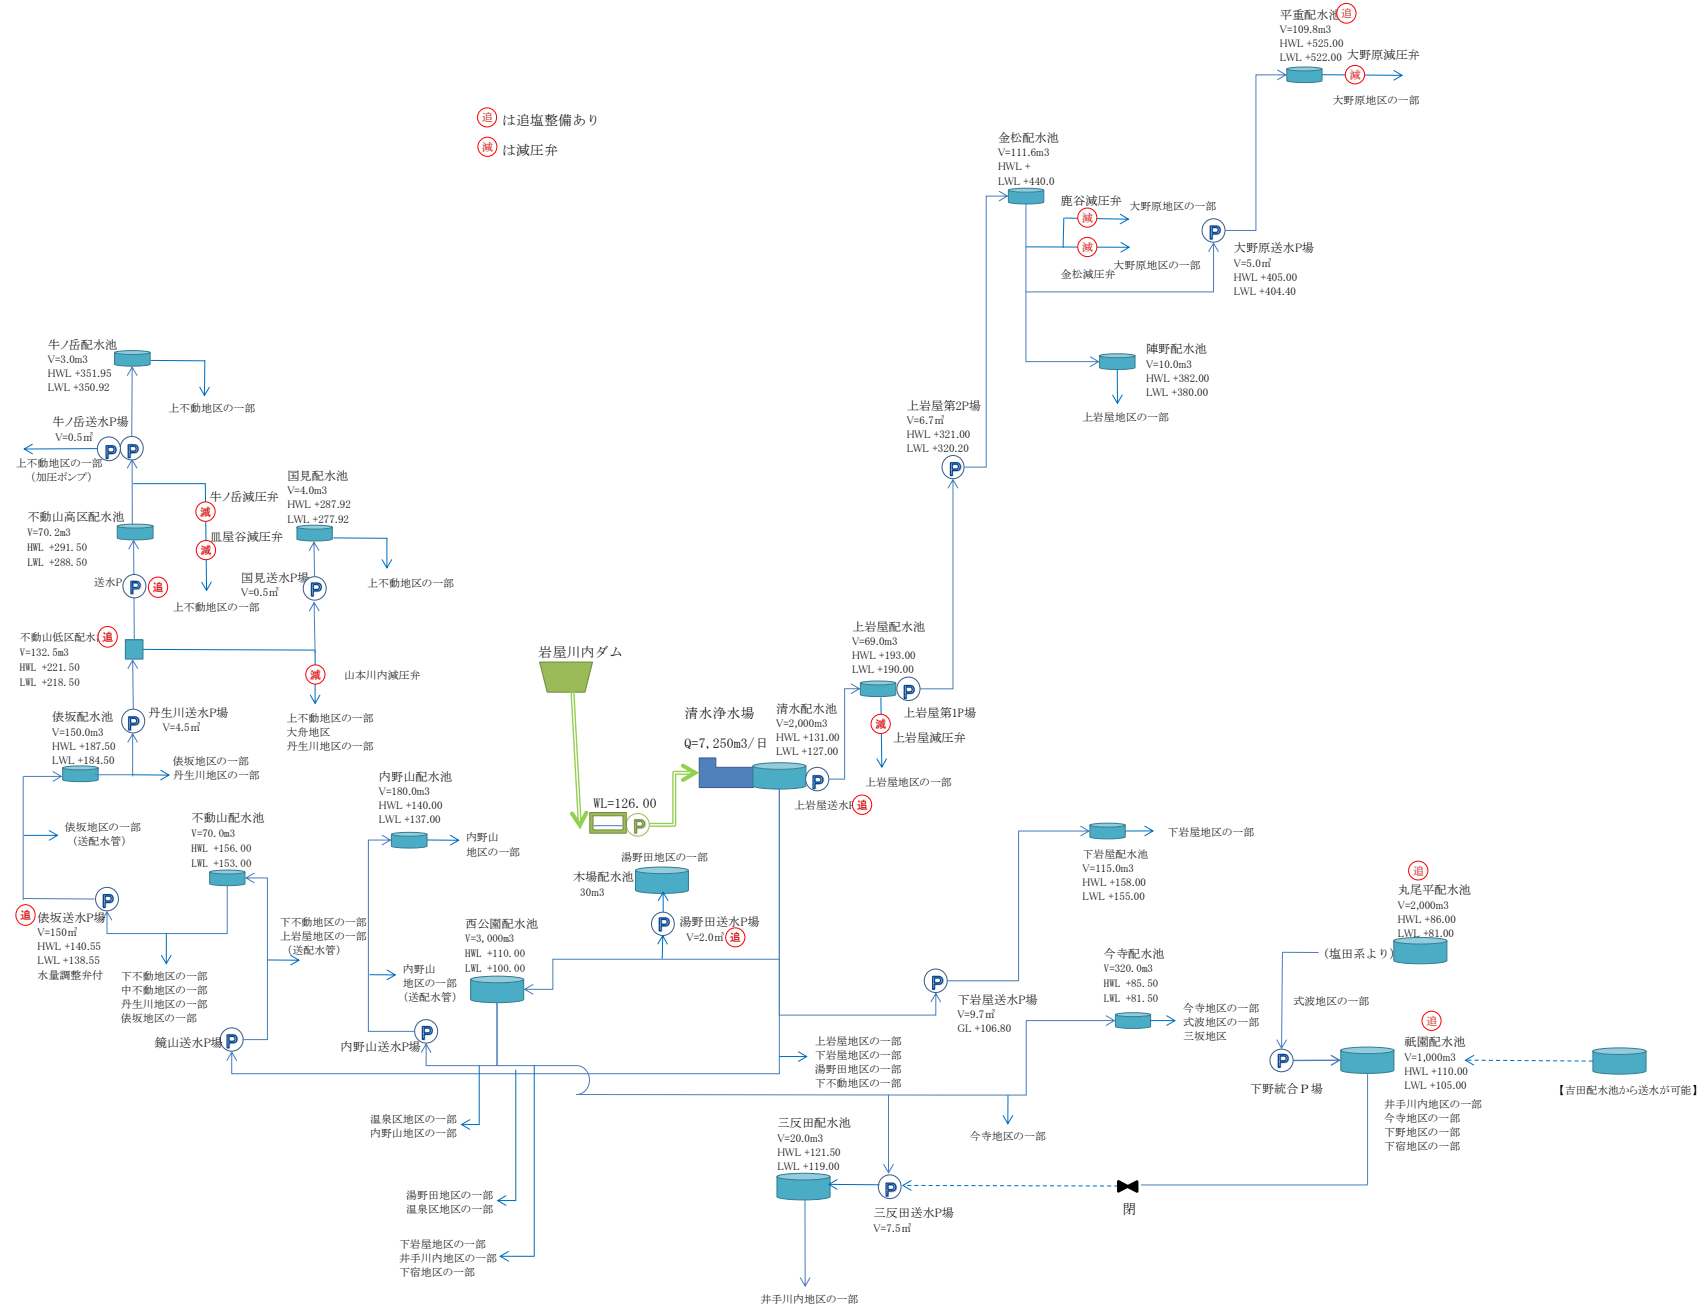 平重配水池
追
V=109.8m3
HWL +525.00
LWL +522.00
大野原減圧弁
減
大野原地区の一部
追 は追塩整備あり
減 は減圧弁
金松配水池
V=111.6m3
HWL +
LWL +440.0
鹿谷減圧弁
減
大野原地区の一部
減
大野原地区の一部
金松減圧弁
P
大野原送水P場
V=5.0㎥
HWL +405.00
LWL +404.40
陣野配水池
V=10.0m3
HWL +382.00
LWL +380.00
上岩屋地区の一部
上岩屋第2P場
V=6.7㎥
HWL +321.00
LWL +320.20
P
牛ノ岳配水池
V=3.0m3
HWL +351.95
LWL +350.92
上不動地区の一部
牛ノ岳送水P場
V=0.5㎥
P
P
上不動地区の一部
(加圧ポンプ)
牛ノ岳減圧弁
減
皿屋谷減圧弁
減
上不動地区の一部
不動山高区配水池
V=70.2m3
HWL +291.50
LWL +288.50
送水P
P
追
国見配水池
V=4.0m3
HWL +287.92
LWL +277.92
国見送水P場
V=0.5㎥
P
上不動地区の一部
不動山低区配水
追
V=132.5m3
HWL +221.50
LWL +218.50
減
山本川内減圧弁
上不動地区の一部
大舟地区
丹生川地区の一部
丹生川送水P場
V=4.5㎥
P
俵坂配水池
V=150.0m3
HWL +187.50
LWL +184.50
俵坂地区の一部
丹生川地区の一部
俵坂地区の一部
(送配水管)
不動山配水池
V=70.0m3
HWL +156.00
LWL +153.00
P
追
俵坂送水P場
V=150㎥
HWL +140.55
LWL +138.55
水量調整弁付
下不動地区の一部
中不動地区の一部
丹生川地区の一部
俵坂地区の一部
下不動地区の一部
上岩屋地区の一部
(送配水管)
鏡山送水P場
P
内野山配水池
V=180.0m3
HWL +140.00
LWL +137.00
内野山
地区の一部
内野山
地区の一部
(送配水管)
内野山送水P場
P
岩屋川内ダム
WL=126.00
P
清水浄水場
Q=7,250m3/日
清水配水池
V=2,000m3
HWL +131.00
LWL +127.00
P
上岩屋送水P
追
上岩屋配水池
V=69.0m3
HWL +193.00
LWL +190.00
P
上岩屋第1P場
減
上岩屋減圧弁
上岩屋地区の一部
湯野田地区の一部
木場配水池
30m3
P
湯野田送水P場
V=2.0㎥
追
西公園配水池
V=3,000m3
HWL +110.00
LWL +100.00
下岩屋地区の一部
下岩屋配水池
V=115.0m3
HWL +158.00
LWL +155.00
P
下岩屋送水P場
V=9.7㎥
GL +106.80
上岩屋地区の一部
下岩屋地区の一部
湯野田地区の一部
下不動地区の一部
今寺配水池
V=320.0m3
HWL +85.50
LWL +81.50
今寺地区の一部
式波地区の一部
三坂地区
今寺地区の一部
追
丸尾平配水池
V=2,000m3
HWL +86.00
LWL +81.00
(塩田系より)
式波地区の一部
P
下野統合P場
追
祇園配水池
V=1,000m3
HWL +110.00
LWL +105.00
井手川内地区の一部
今寺地区の一部
下野地区の一部
下宿地区の一部
【吉田配水池から送水が可能】
温泉区地区の一部
内野山地区の一部
湯野田地区の一部
温泉区地区の一部
下岩屋地区の一部
井手川内地区の一部
下宿地区の一部
三反田配水池
V=20.0m3
HWL +121.50
LWL +119.00
P
三反田送水P場
V=7.5㎥
閉
井手川内地区の一部